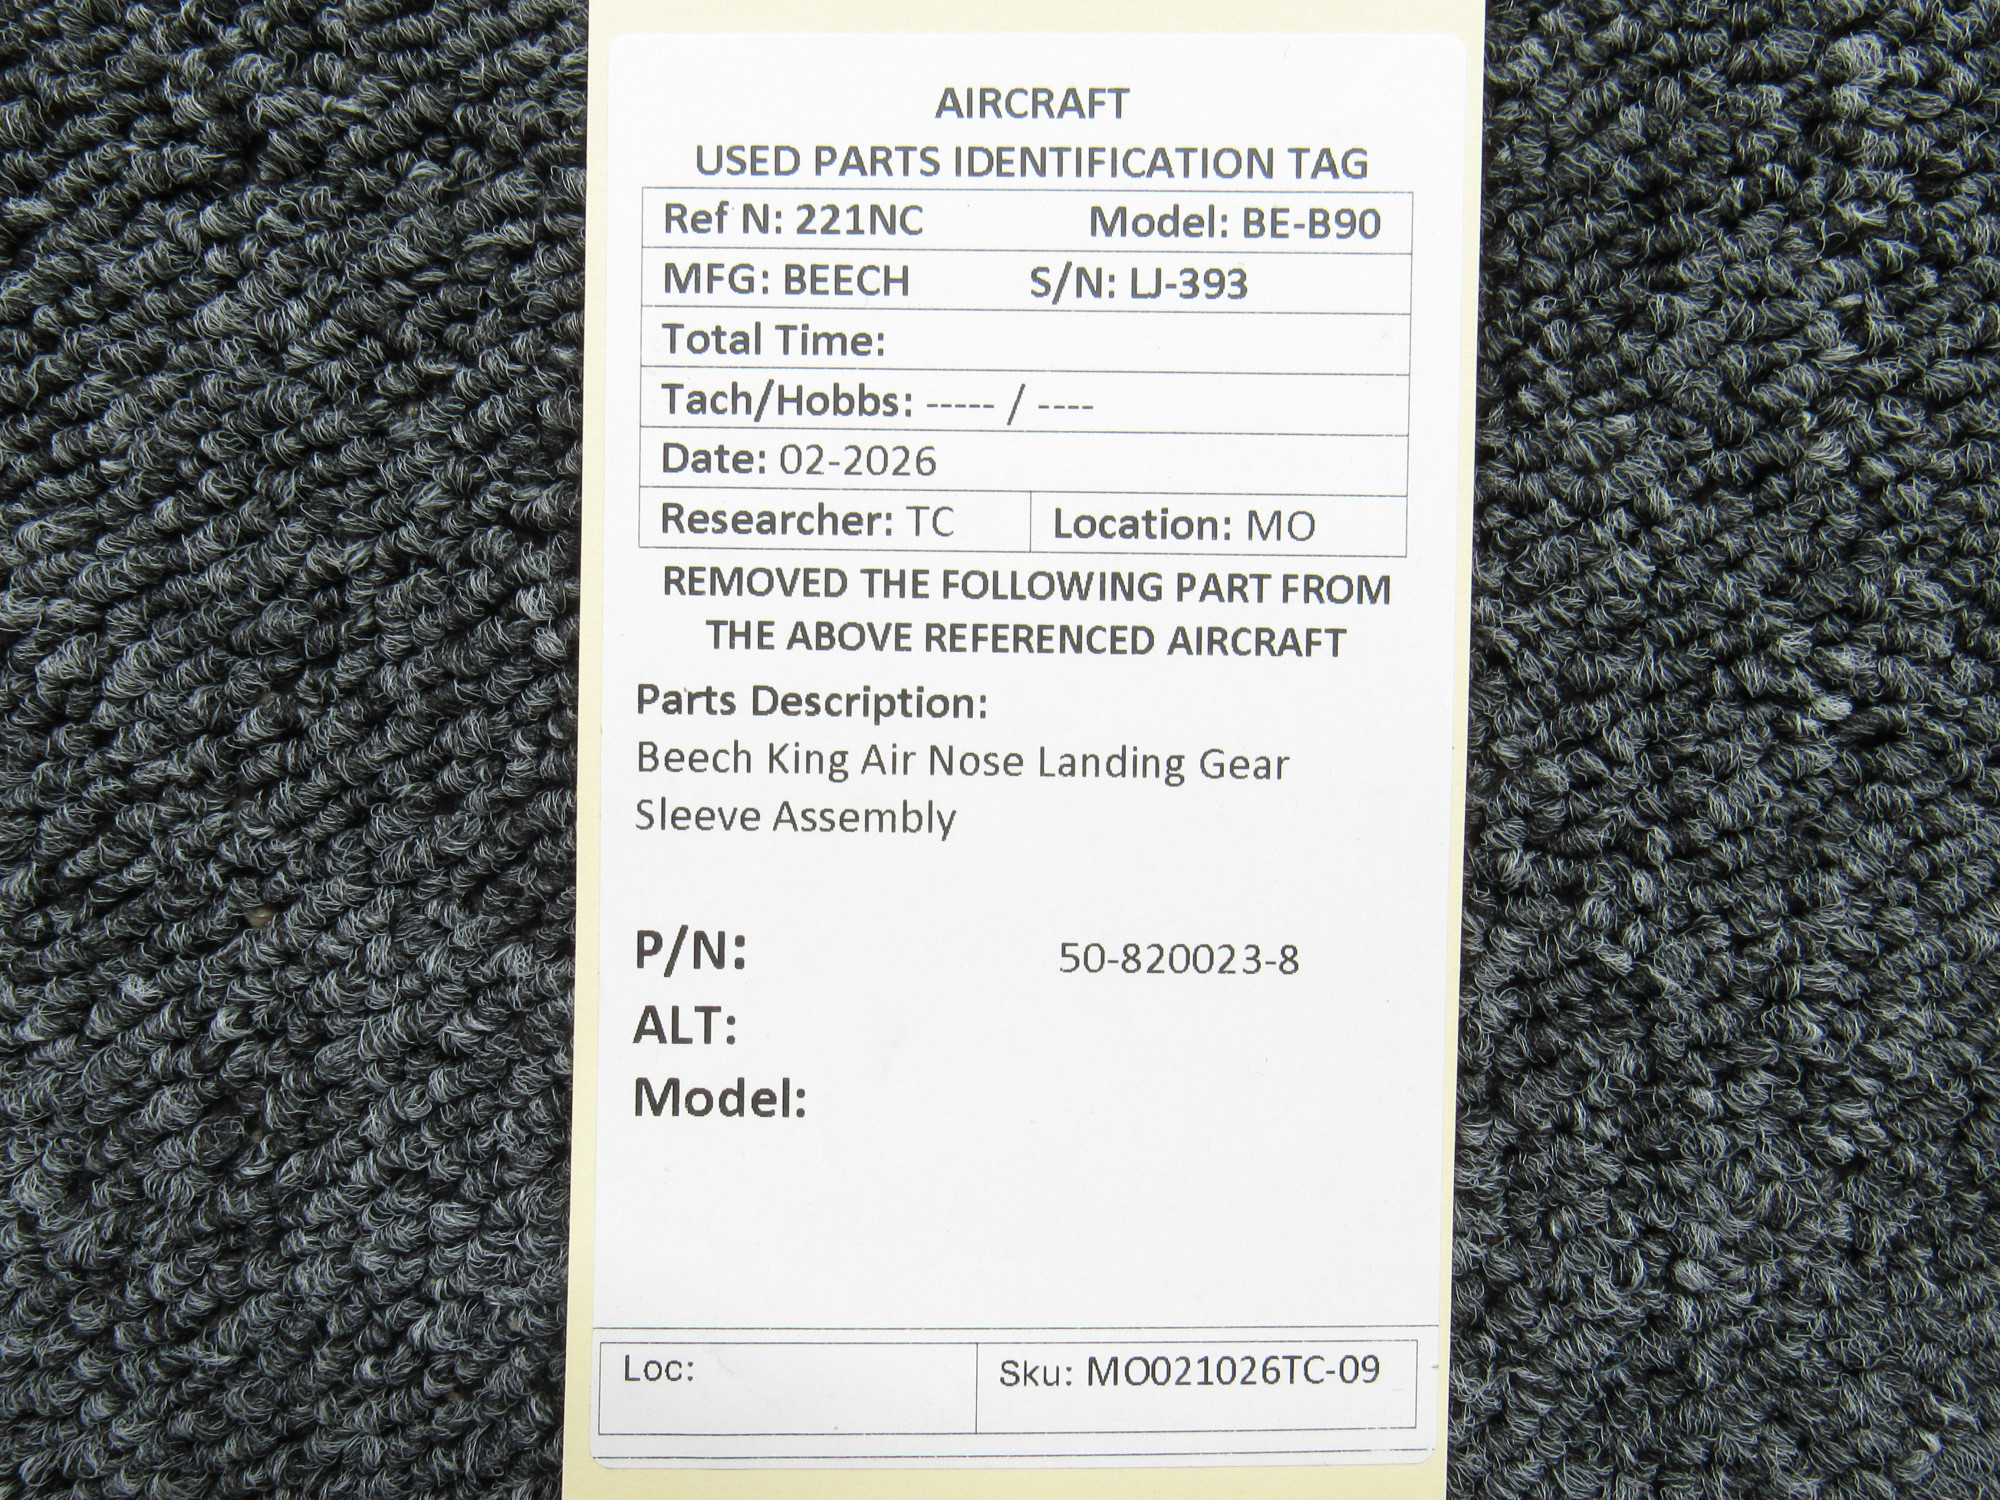 AIRCRAFT
USED PARTS IDENTIFICATION TAG
Ref N: 221NC Model: BE-B90
MFG: BEECH S/N: LJ-393
Total Time:
Tach/Hobbs: ----- / ----
Date: 02-2026
Researcher: TC Location: MO
REMOVED THE FOLLOWING PART FROM
THE ABOVE REFERENCED AIRCRAFT
Parts Description:
Beech King Air Nose Landing Gear
Sleeve Assembly
P/N: 50-820023-8
ALT:
Model:
Loc: Sku: MO021026TC-09